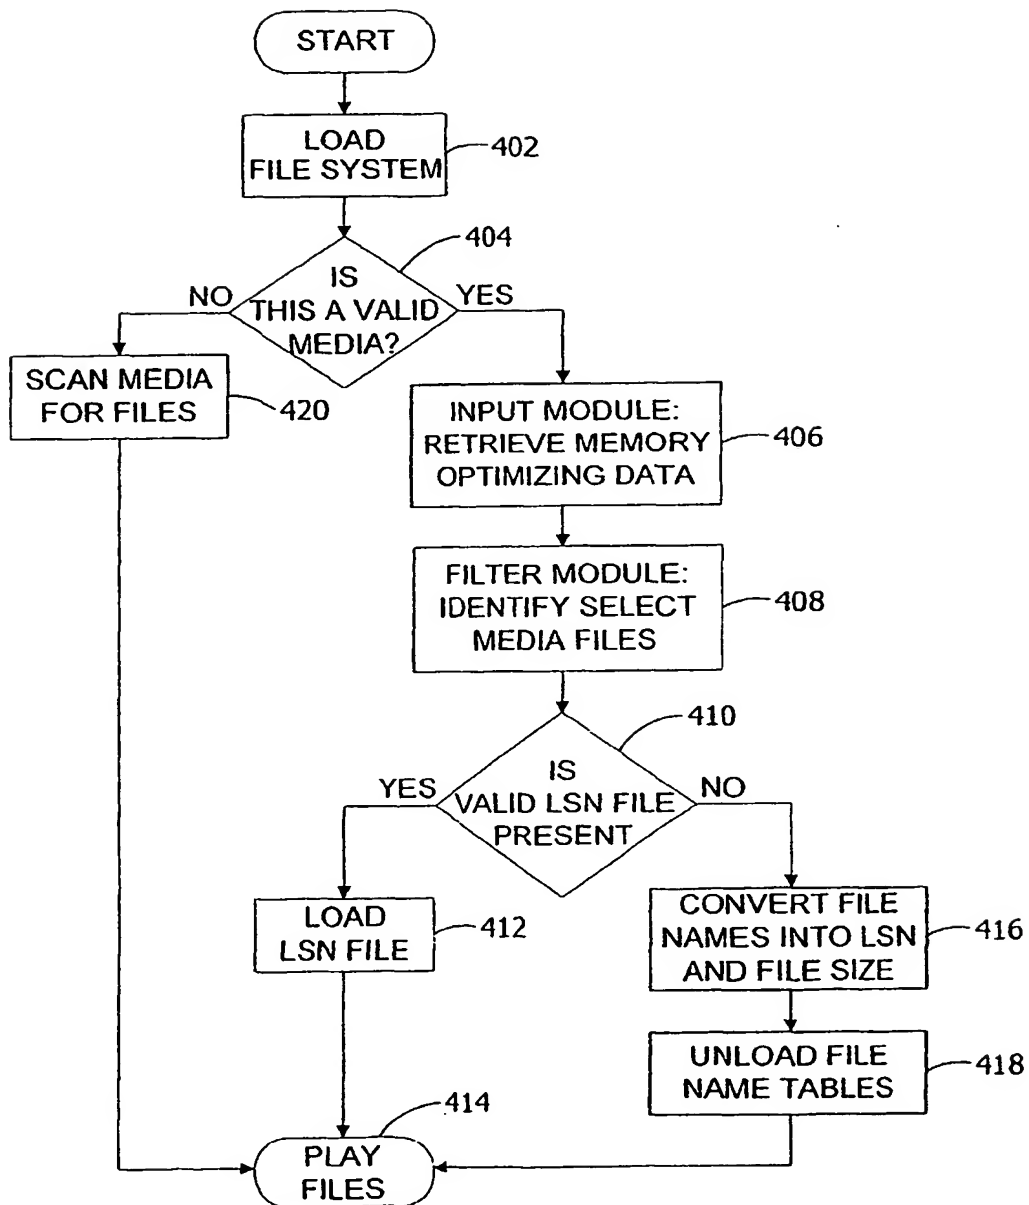 START
LOAD
FILE SYSTEM
402
404
IS
THIS A VALID
MEDIA?
NO
YES
SCAN MEDIA
FOR FILES
420
INPUT MODULE:
RETRIEVE MEMORY
OPTIMIZING DATA
406
FILTER MODULE:
IDENTIFY SELECT
MEDIA FILES
408
410
IS
VALID LSN FILE
PRESENT
YES
NO
LOAD
LSN FILE
412
CONVERT FILE
NAMES INTO LSN
AND FILE SIZE
416
UNLOAD FILE
NAME TABLES
418
414
PLAY
FILES